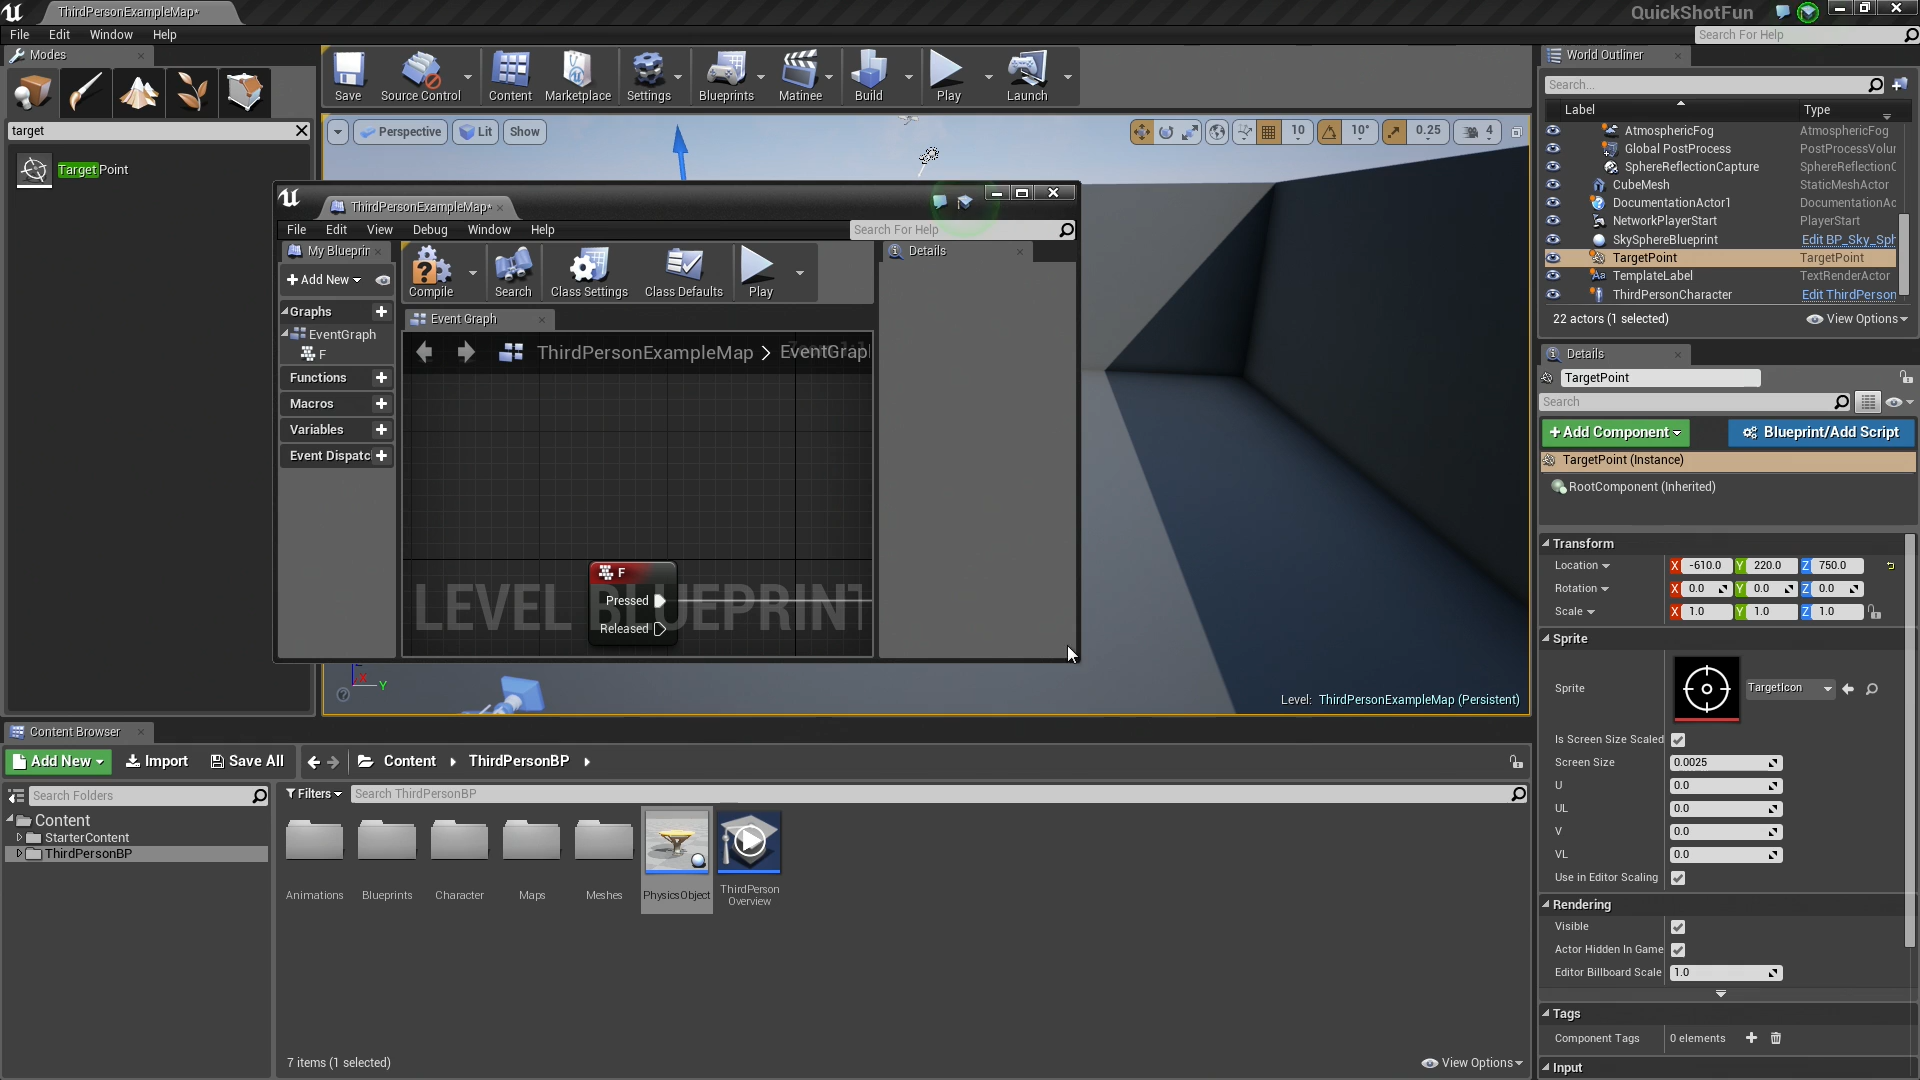 ThirdPersonExampleMap*
QuickShotFun
File Edit Window Help
Search For Help
Modes
target
Target Point
Save
Source Control
Content
Marketplace
Settings
Blueprints
Matinee
Build
Play
Launch
Perspective
Lit
Show
10
10°
0.25
4
World Outliner
Search...
Label
Type
AtmosphericFog AtmosphericFog
Global PostProcess PostProcessVolur
SphereReflectionCapture SphereReflectionC
CubeMesh StaticMeshActor
DocumentationActor1 DocumentationAc
NetworkPlayerStart PlayerStart
SkySphereBlueprint Edit BP_Sky_Sph
TargetPoint TargetPoint
TemplateLabel TextRenderActor
ThirdPersonCharacter Edit ThirdPerson
22 actors (1 selected)
View Options
ThirdPersonExampleMap*
File Edit View Debug Window Help
Search For Help
My Blueprin
Add New
Graphs
EventGraph
F
Functions
Macros
Variables
Event Dispatc
Compile
Search
Class Settings
Class Defaults
Play
Event Graph
ThirdPersonExampleMap > EventGrap
F
Pressed
Released
LEVEL BLUEPRINT
Details
X
Y
Level: ThirdPersonExampleMap (Persistent)
Details
TargetPoint
Search
Add Component
Blueprint/Add Script
TargetPoint (Instance)
RootComponent (Inherited)
Transform
Location X -610.0 Y 220.0 Z 750.0
Rotation X 0.0 Y 0.0 Z 0.0
Scale X 1.0 Y 1.0 Z 1.0
Sprite
Sprite
TargetIcon
Is Screen Size Scaled
Screen Size 0.0025
U 0.0
UL 0.0
V 0.0
VL 0.0
Use in Editor Scaling
Rendering
Visible
Actor Hidden In Game
Editor Billboard Scale 1.0
Tags
Component Tags 0 elements
Input
Content Browser
Add New
Import
Save All
Content
ThirdPersonBP
Search Folders
Content
StarterContent
ThirdPersonBP
Filters
Search ThirdPersonBP
Animations
Blueprints
Character
Maps
Meshes
PhysicsObject
ThirdPerson
Overview
7 items (1 selected)
View Options